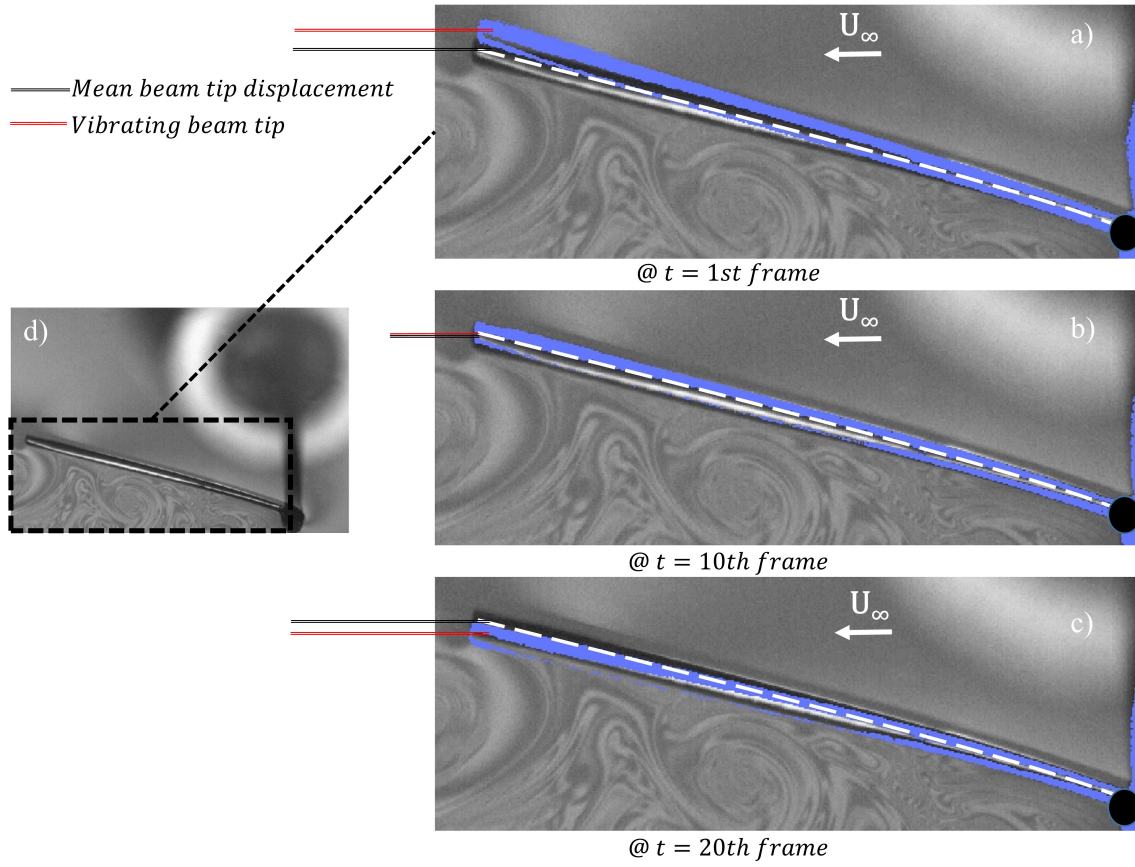 U∞
a)
Mean beam tip displacement
Vibrating beam tip
@ t = 1st frame
d)
U∞
b)
@ t = 10th frame
U∞
c)
@ t = 20th frame